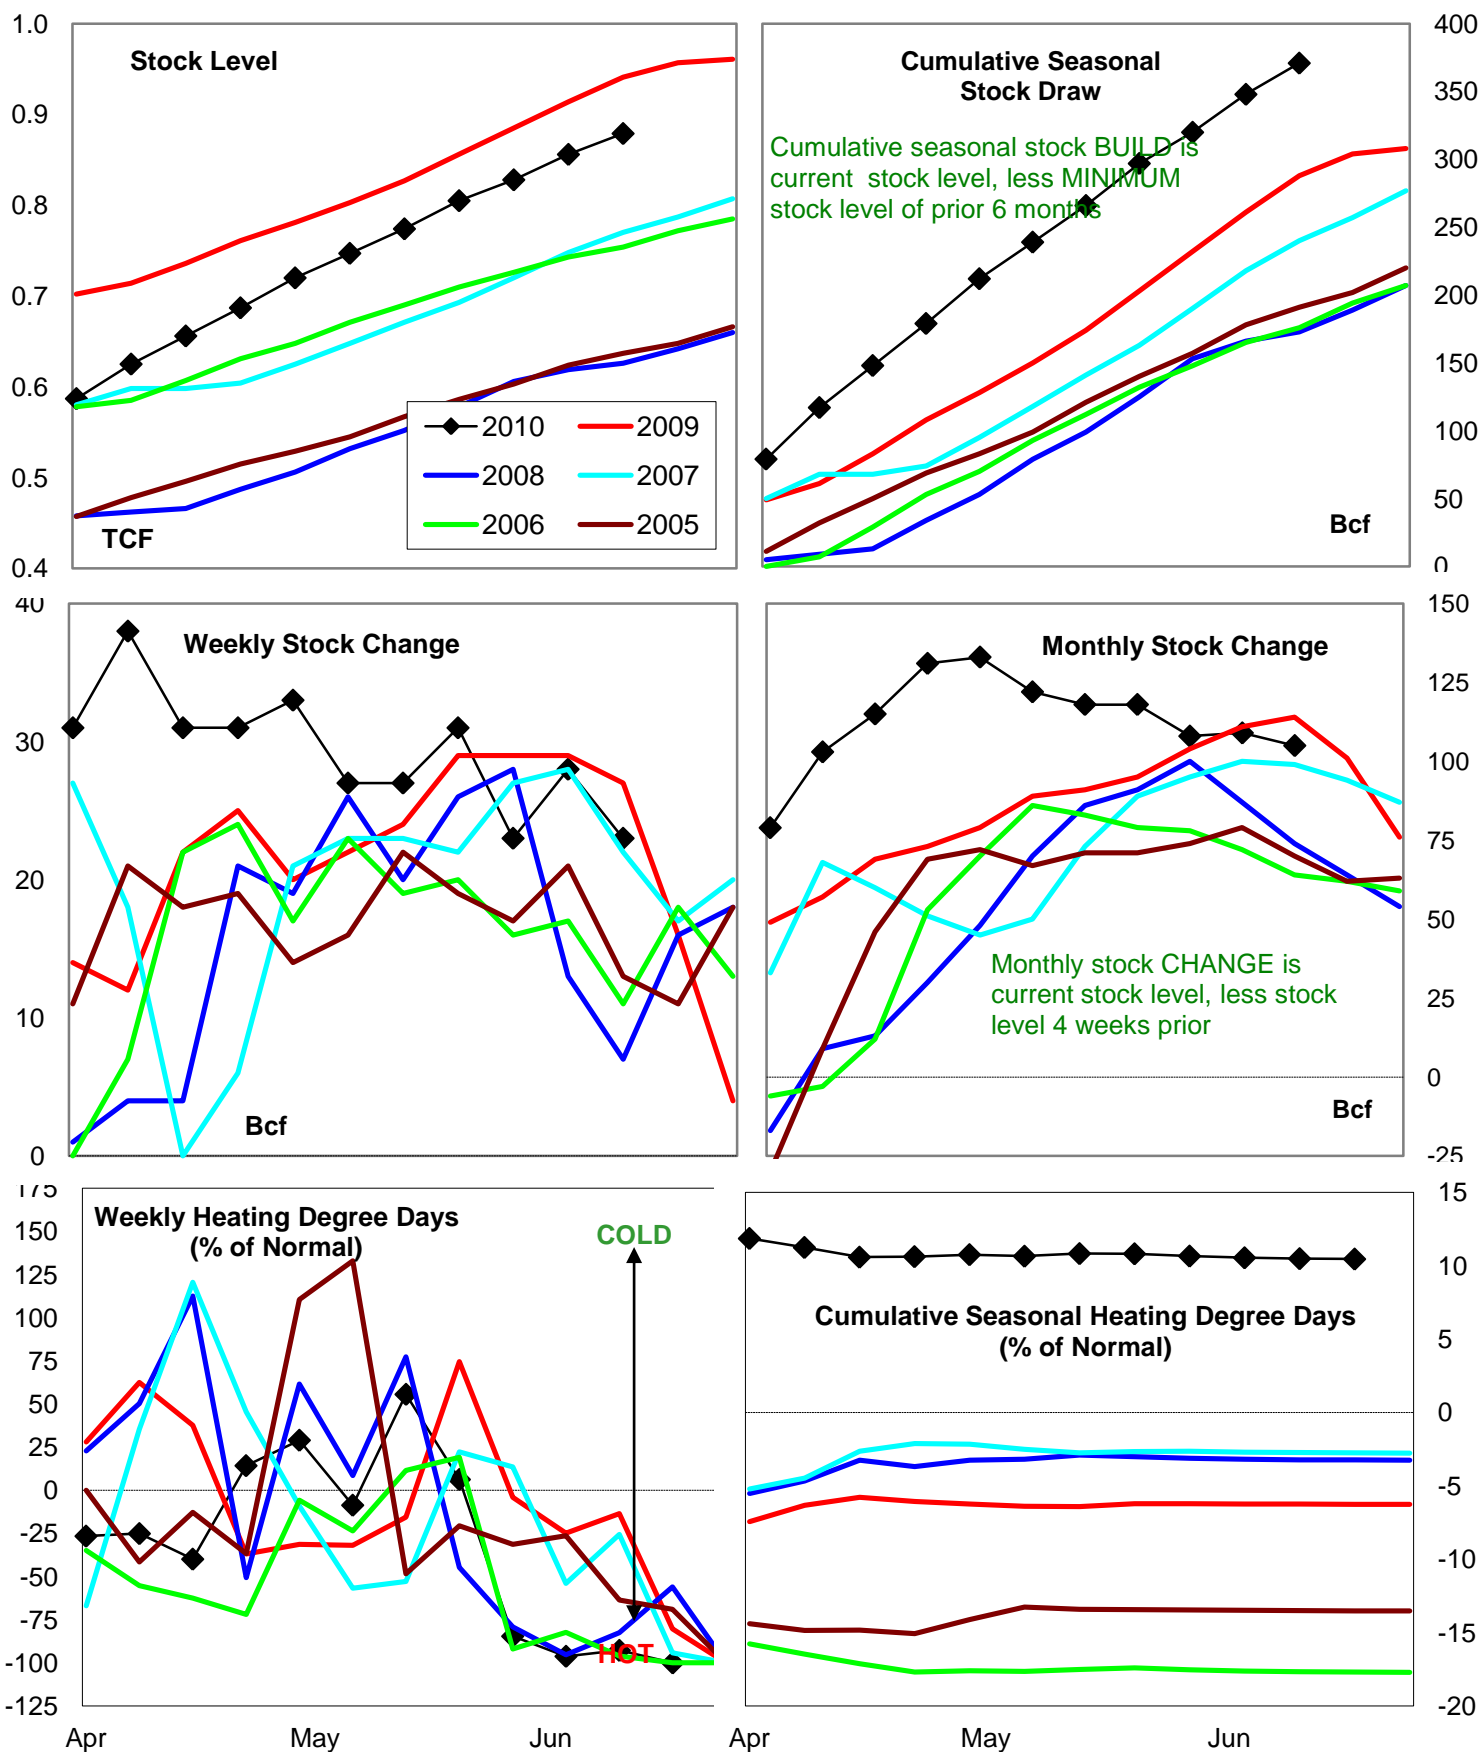 1.0
0.9
0.8
0.7
0.6
0.5
0.4
Stock Level
TCF
2010
2009
2008
2007
2006
2005
Cumulative Seasonal
Stock Draw
Cumulative seasonal stock BUILD is
current stock level, less MINIMUM
stock level of prior 6 months
Bcf
400
350
300
250
200
150
100
50
0
40
30
20
10
0
Weekly Stock Change
Bcf
Monthly Stock Change
Monthly stock CHANGE is
current stock level, less stock
level 4 weeks prior
Bcf
150
125
100
75
50
25
0
-25
175
150
125
100
75
50
25
0
-25
-50
-75
-100
-125
Weekly Heating Degree Days
(% of Normal)
COLD
HOT
Apr
May
Jun
Cumulative Seasonal Heating Degree Days
(% of Normal)
15
10
5
0
-5
-10
-15
-20
Apr
May
Jun